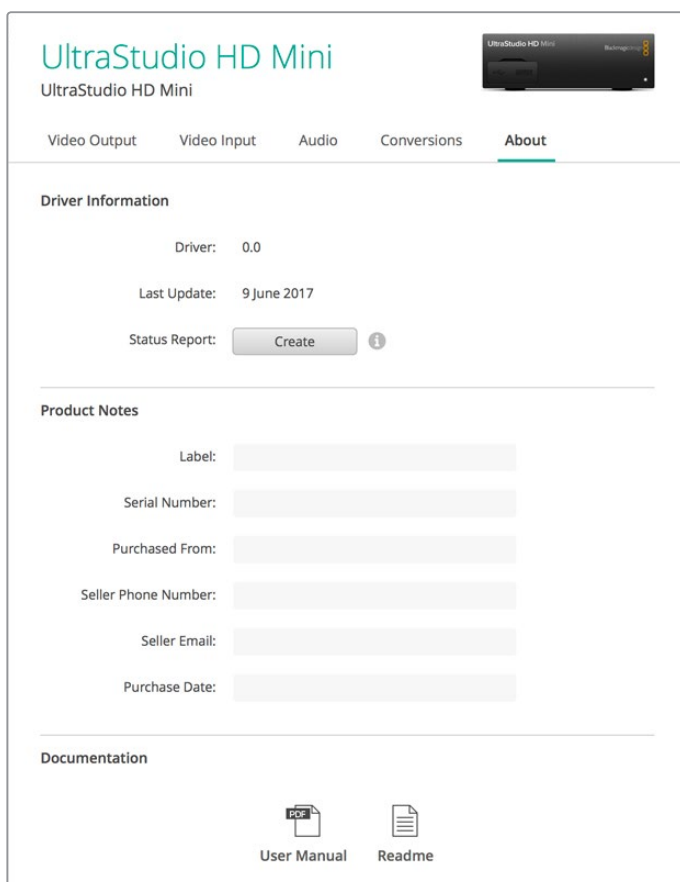 UltraStudio HD Mini
UltraStudio HD Mini
UltraStudio HD Mini
Blackmagicdesign
Video Output Video Input Audio Conversions About
Driver Information
Driver: 0.0
Last Update: 9 June 2017
Status Report: Create i
Product Notes
Label:
Serial Number:
Purchased From:
Seller Phone Number:
Seller Email:
Purchase Date:
Documentation
PDF
User Manual Readme